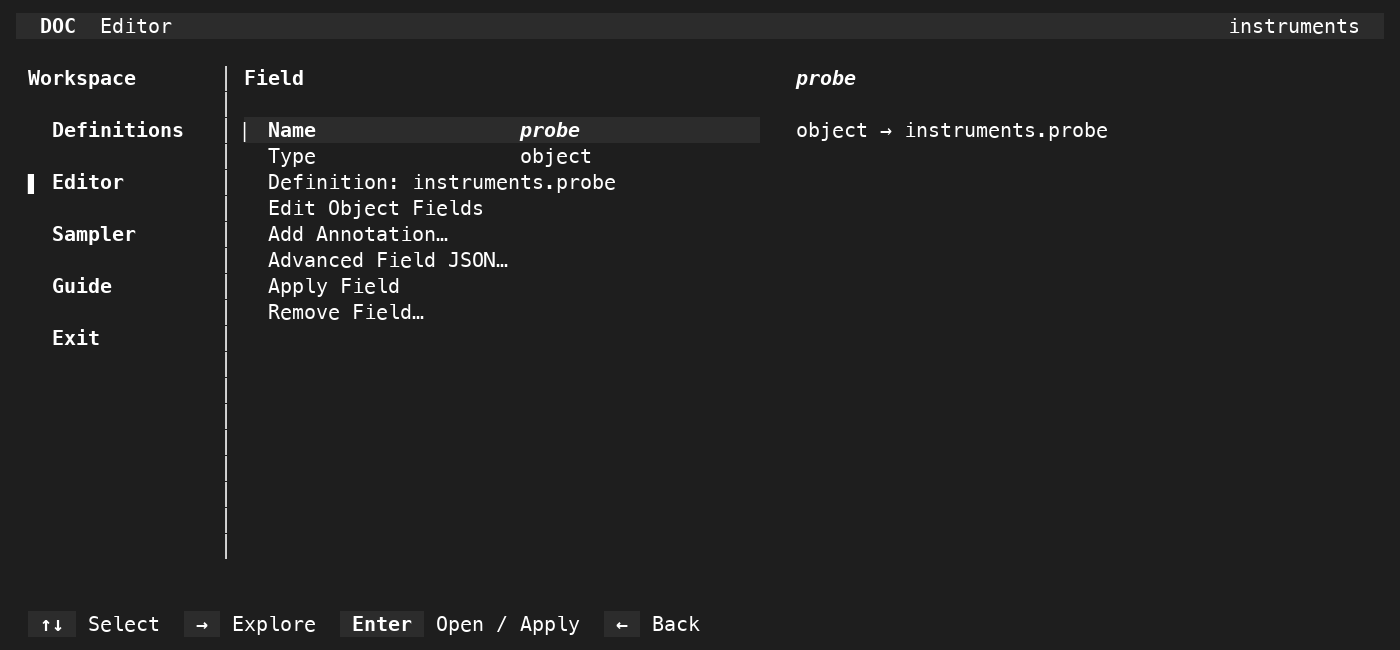 DOC Editor instruments
Workspace Field probe
Definitions Name probe object → instruments.probe
Type object
Editor Definition: instruments.probe
Edit Object Fields
Sampler Add Annotation…
Advanced Field JSON…
Guide Apply Field
Remove Field…
Exit
↑↓ Select → Explore Enter Open / Apply ← Back